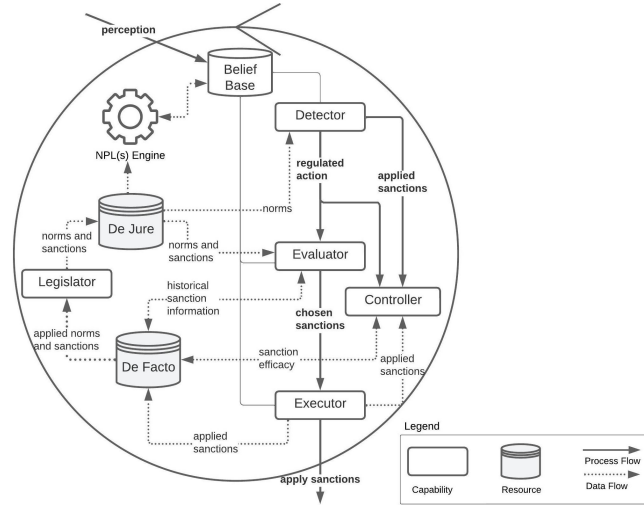 perception
Belief
Base
Detector
NPL(s) Engine
regulated
action
applied
sanctions
De Jure
norms
norms and
sanctions
norms and
sanctions
Evaluator
Legislator
historical
sanction
information
Controller
chosen
sanctions
applied norms
and sanctions
De Facto
sanction
efficacy
applied
sanctions
Executor
applied
sanctions
apply sanctions
Legend
Capability
Resource
Process Flow
Data Flow